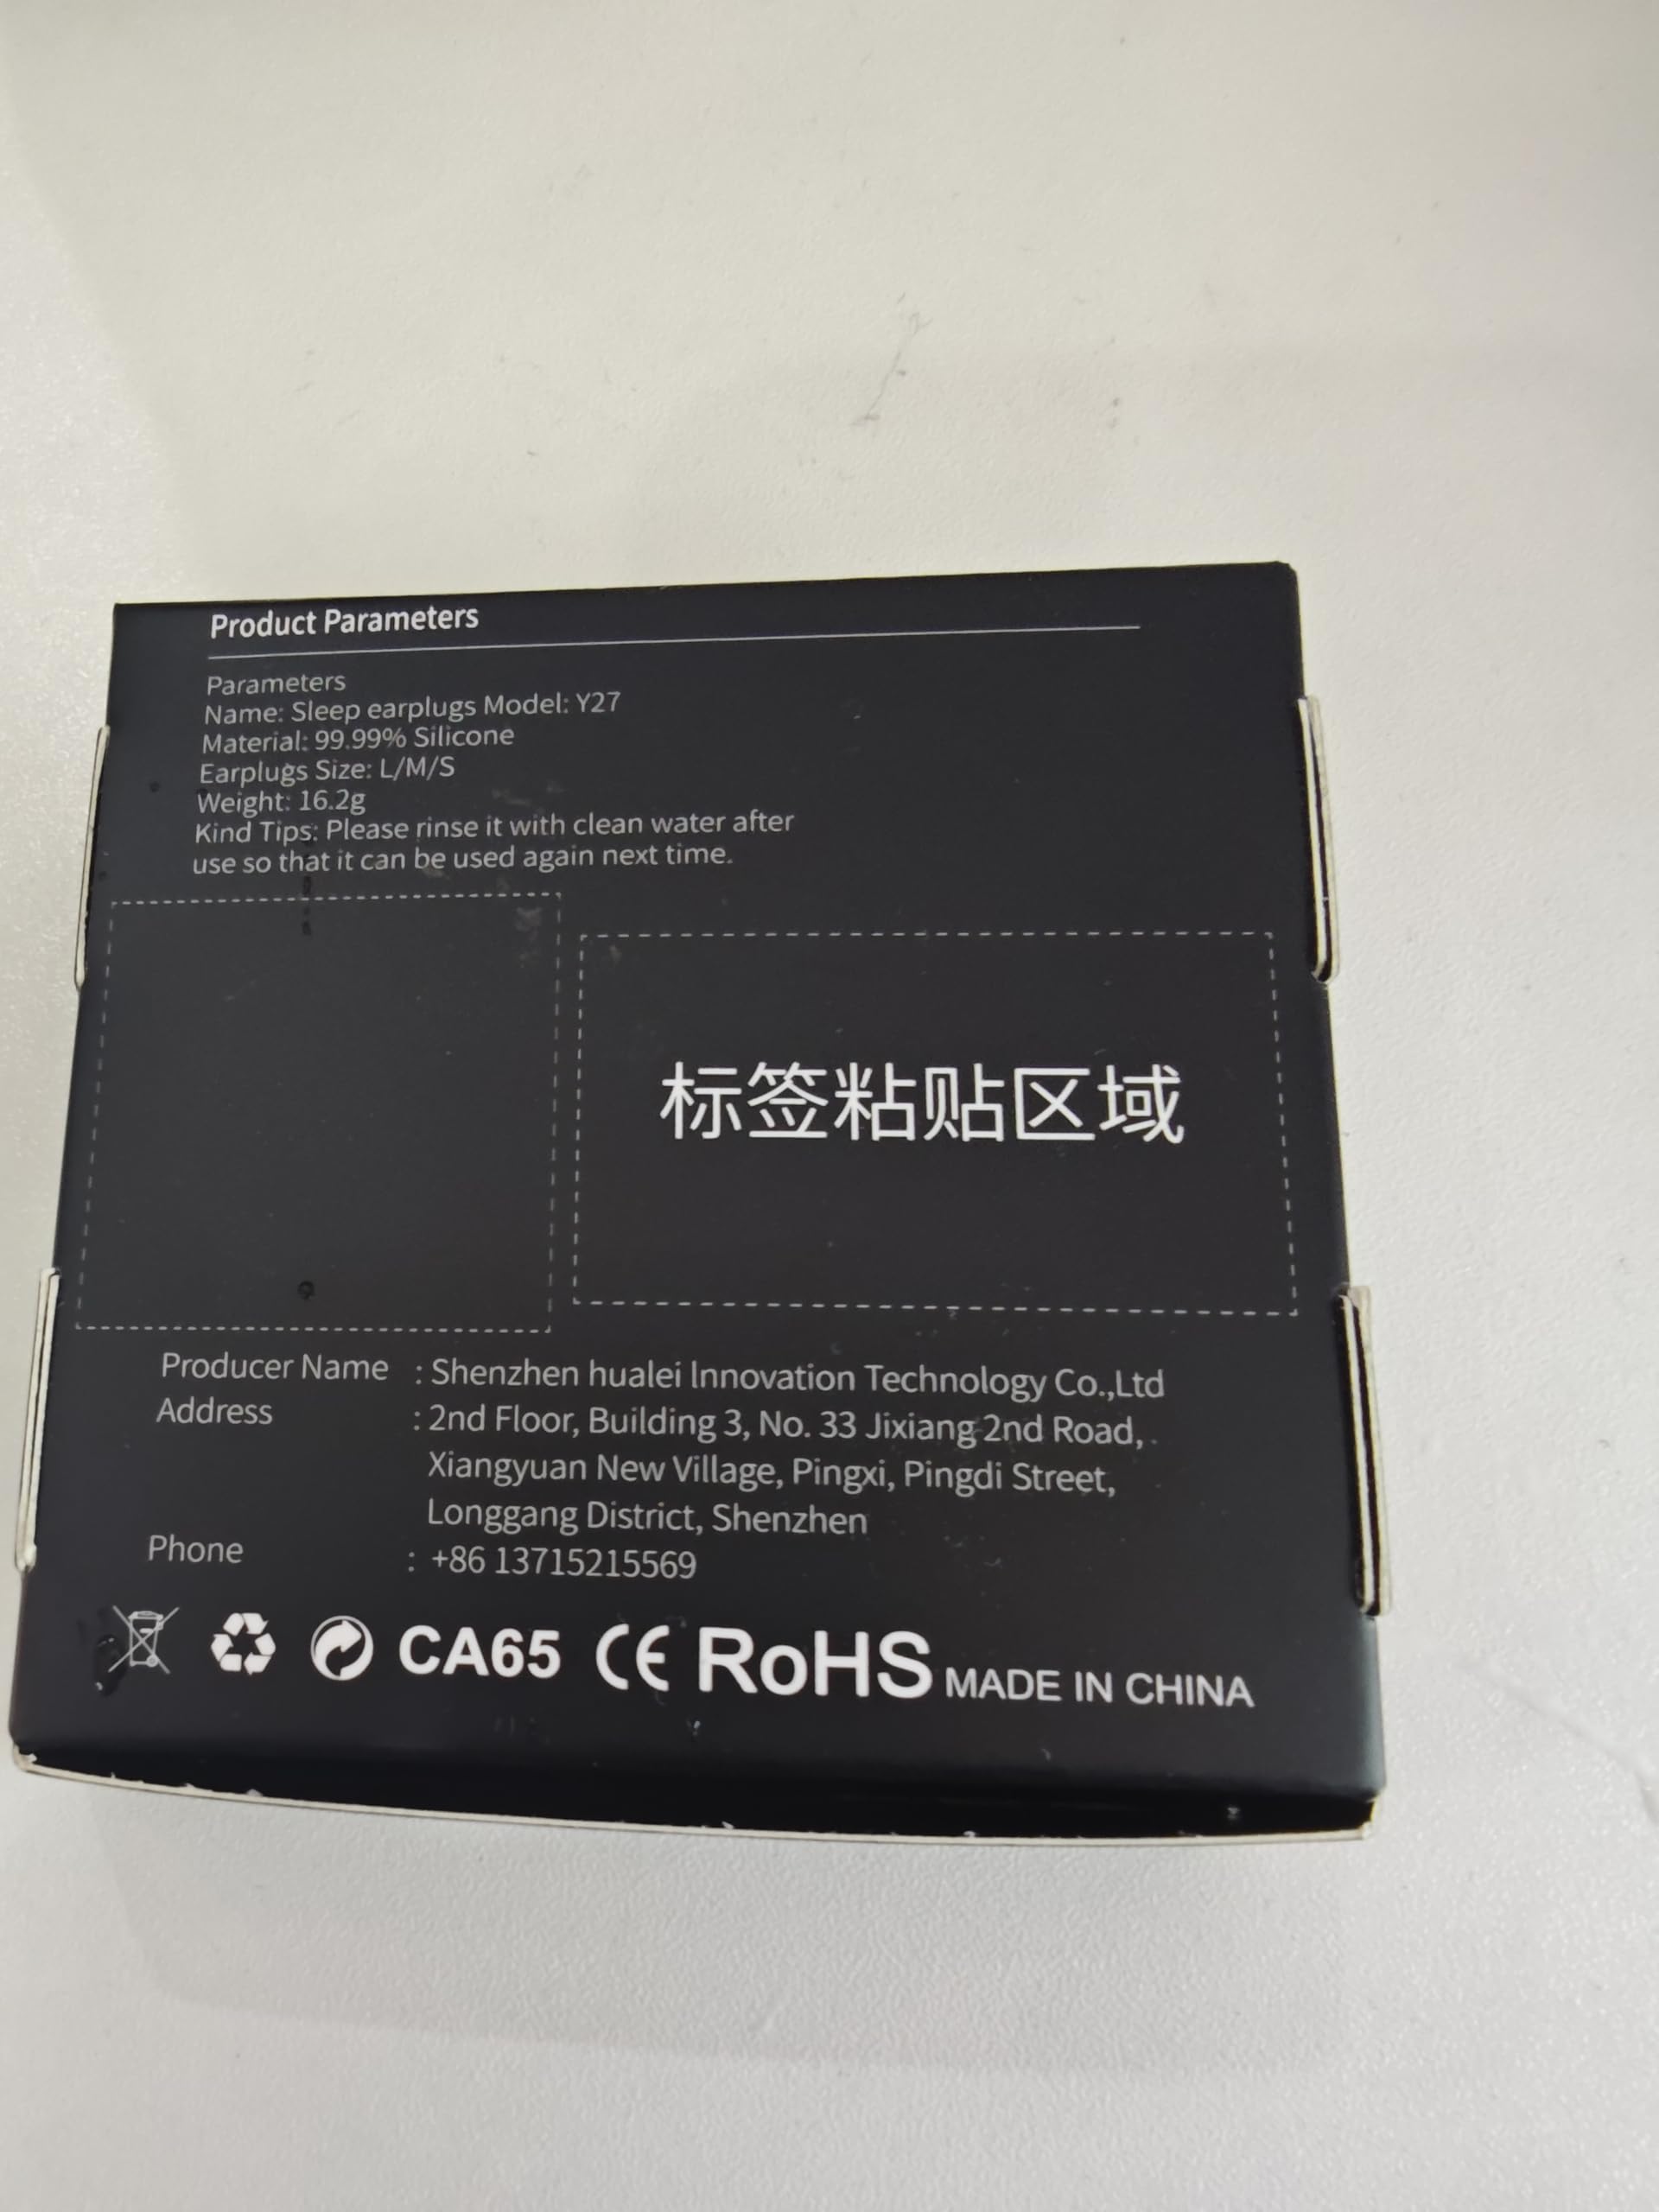 Product Parameters
Parameters
Name: Sleep earplugs Model: Y27
Material: 99.99% Silicone
Earplugs Size: L/M/S
Weight: 16.2g
Kind Tips: Please rinse it with clean water after
use so that it can be used again next time.
标签粘贴区域
Producer Name : Shenzhen hualei Innovation Technology Co.,Ltd
Address : 2nd Floor, Building 3, No. 33 Jixiang 2nd Road,
Xiangyuan New Village, Pingxi, Pingdi Street,
Longgang District, Shenzhen
Phone : +86 13715215569
CA65 CE RoHS MADE IN CHINA